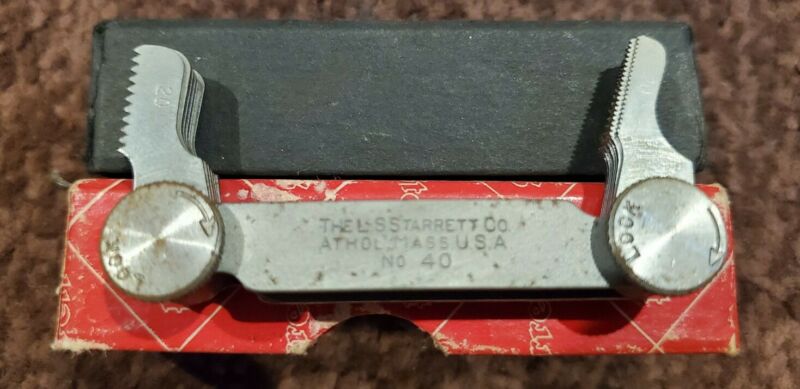 20
THE L.S. STARRETT CO.
ATHOL, MASS. U.S.A.
NO 40
LOCK
LOCK